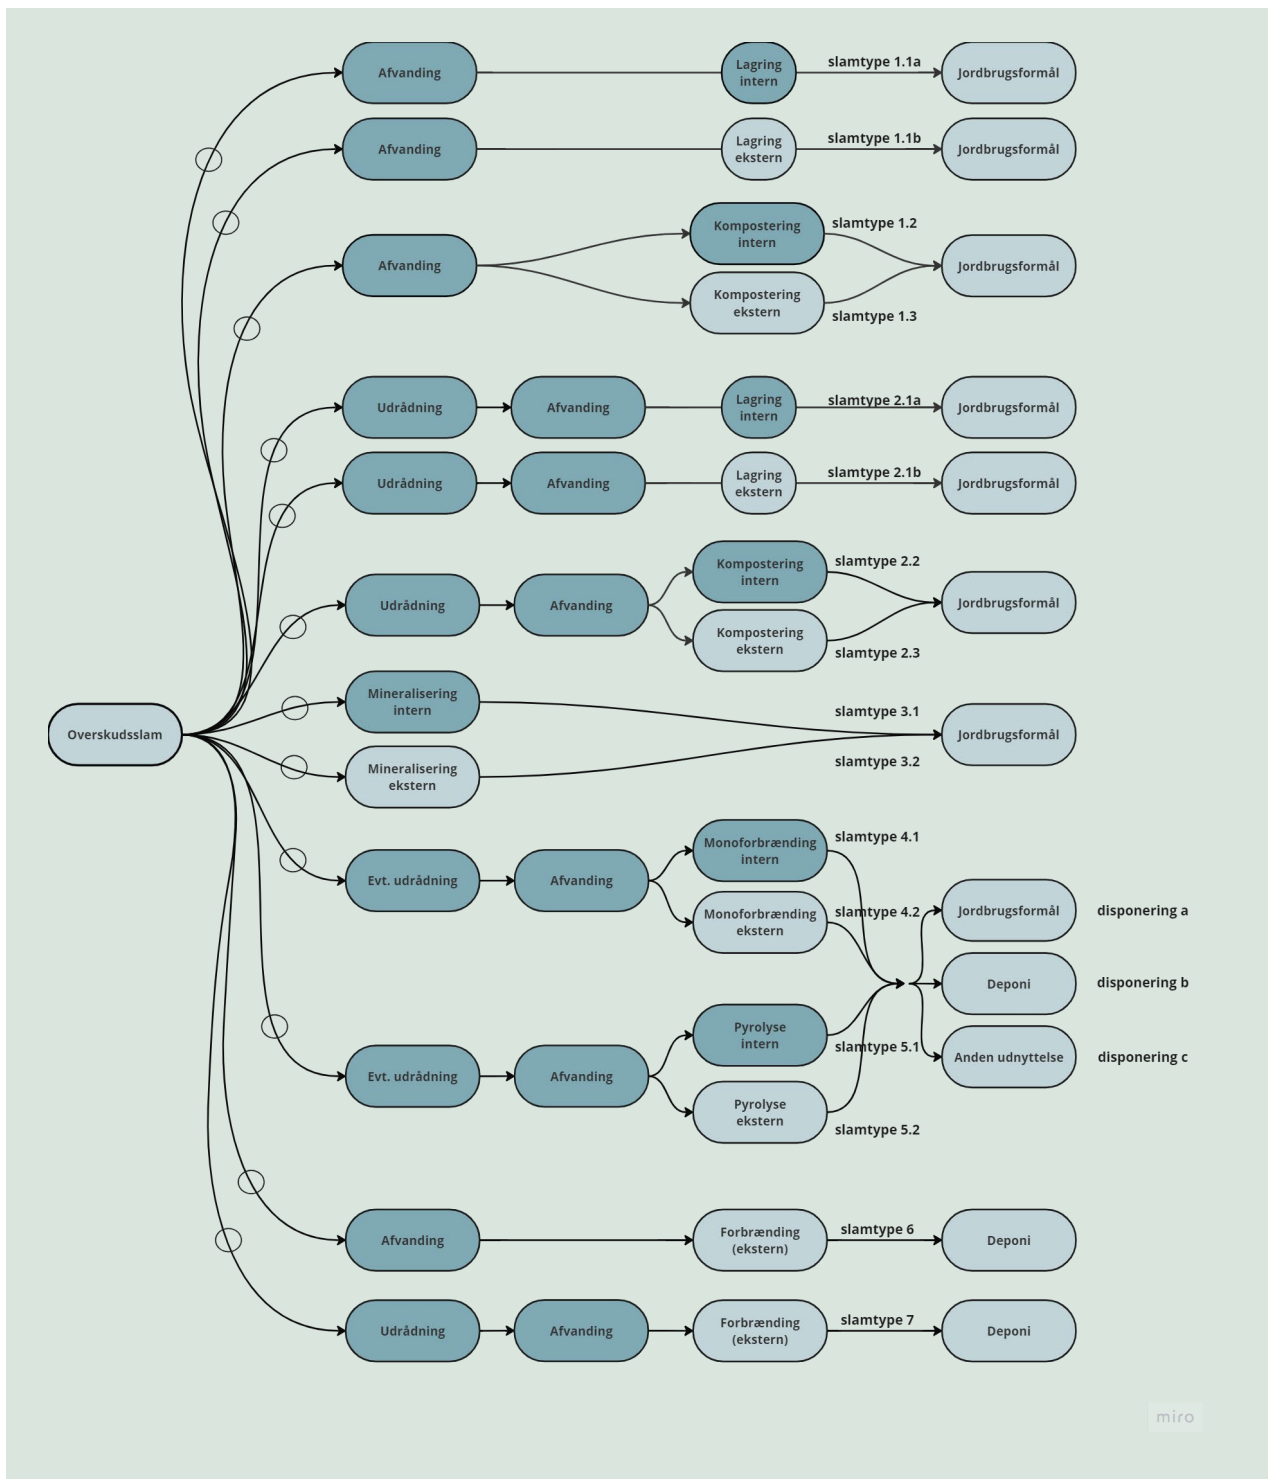 Afvanding
Lagring
intern
slamtype 1.1a
Jordbrugsformål
Afvanding
Lagring
ekstern
slamtype 1.1b
Jordbrugsformål
Afvanding
Kompostering
intern
slamtype 1.2
Kompostering
ekstern
slamtype 1.3
Jordbrugsformål
Udrådning
Afvanding
Lagring
intern
slamtype 2.1a
Jordbrugsformål
Udrådning
Afvanding
Lagring
ekstern
slamtype 2.1b
Jordbrugsformål
Udrådning
Afvanding
Kompostering
intern
slamtype 2.2
Kompostering
ekstern
slamtype 2.3
Jordbrugsformål
Overskudsslam
Mineralisering
intern
slamtype 3.1
Mineralisering
ekstern
slamtype 3.2
Jordbrugsformål
Evt. udrådning
Afvanding
Monoforbrænding
intern
slamtype 4.1
Monoforbrænding
ekstern
slamtype 4.2
Jordbrugsformål
disponering a
Deponi
disponering b
Anden udnyttelse
disponering c
Evt. udrådning
Afvanding
Pyrolyse
intern
slamtype 5.1
Pyrolyse
ekstern
slamtype 5.2
Afvanding
Forbrænding
(ekstern)
slamtype 6
Deponi
Udrådning
Afvanding
Forbrænding
(ekstern)
slamtype 7
Deponi
miro